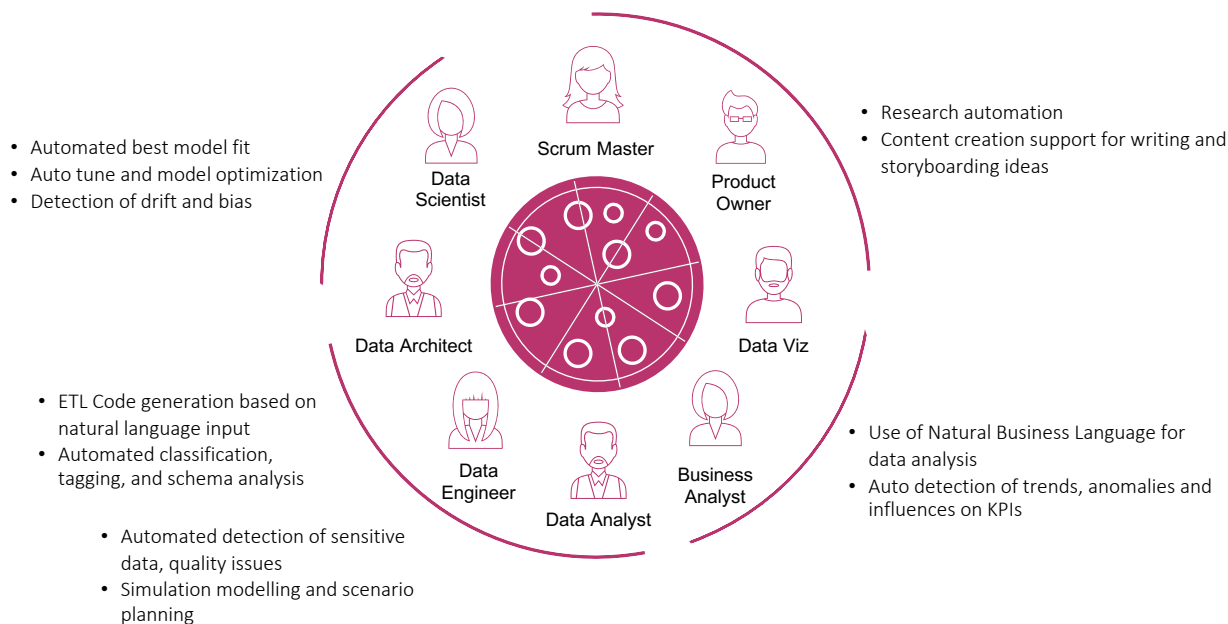 Scrum Master
Data
Scientist
Product
Owner
• Research automation
• Content creation support for writing and
storyboarding ideas
• Automated best model fit
• Auto tune and model optimization
• Detection of drift and bias
Data Architect
Data Viz
• ETL Code generation based on
natural language input
• Automated classification,
tagging, and schema analysis
Data
Engineer
Data Analyst
Business
Analyst
• Use of Natural Business Language for
data analysis
• Auto detection of trends, anomalies and
influences on KPIs
• Automated detection of sensitive
data, quality issues
• Simulation modelling and scenario
planning